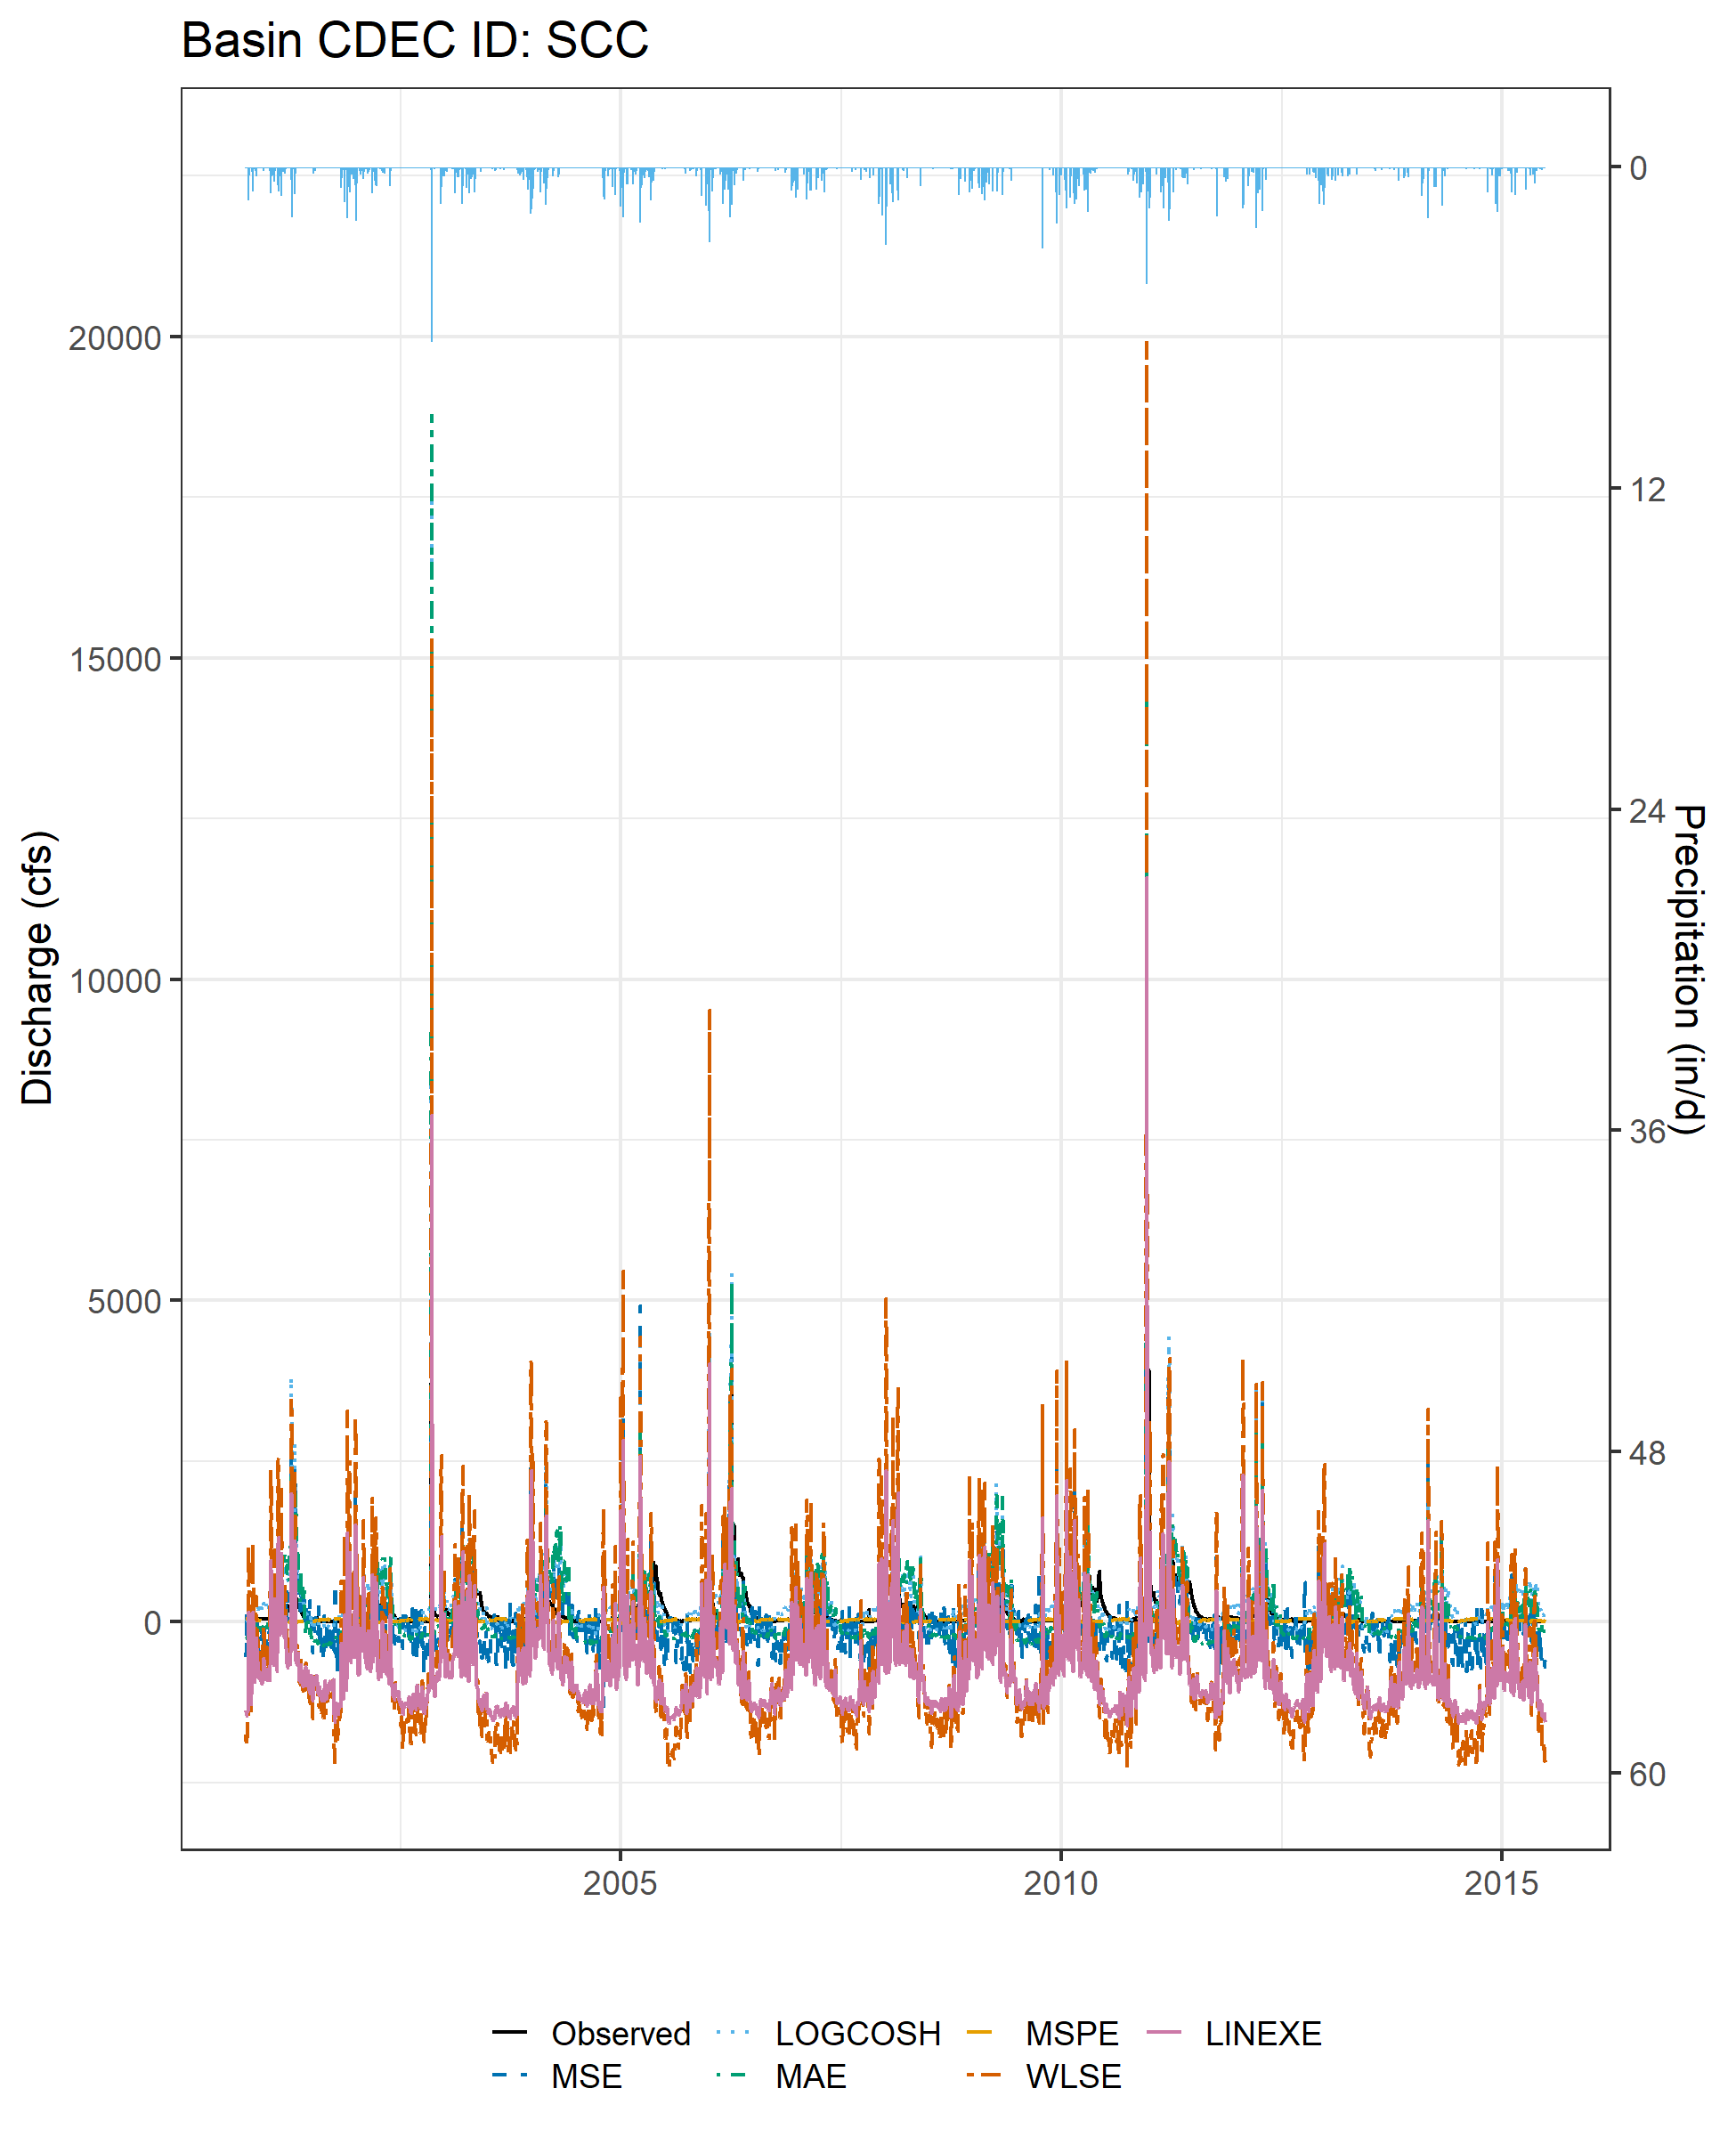 Basin CDEC ID: SCC
0
12
24
36
48
60
20000
15000
10000
5000
0
Discharge (cfs)
Precipitation (in/d)
2005 2010 2015
Observed LOGCOSH MSPE LINEXE
MSE MAE WLSE